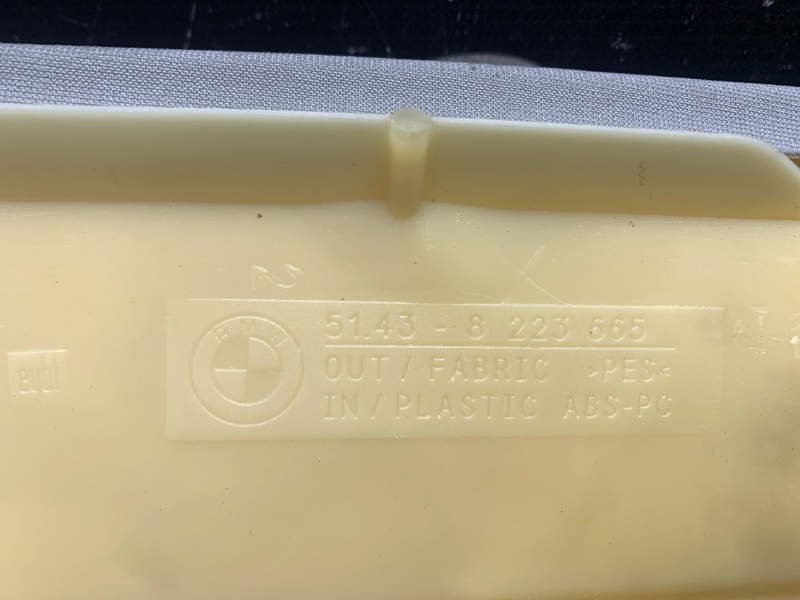 BMW
51.43 - 8 223 665
OUT / FABRIC >PES<
IN / PLASTIC ABS-PC